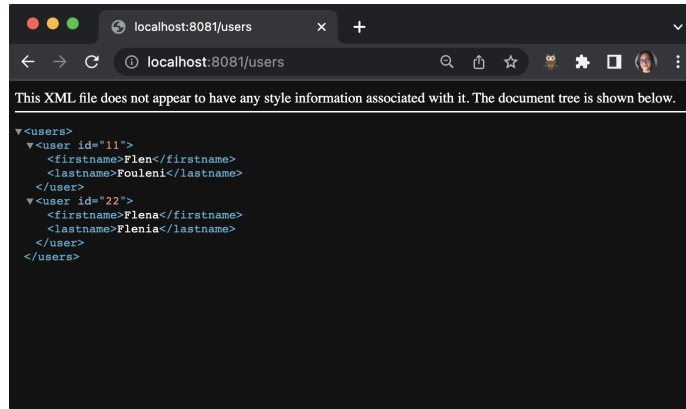 localhost:8081/users
localhost:8081/users
This XML file does not appear to have any style information associated with it. The document tree is shown below.
▼<users>
▼<user id="11">
<firstname>Flen</firstname>
<lastname>Fouleni</lastname>
</user>
▼<user id="22">
<firstname>Flena</firstname>
<lastname>Flenia</lastname>
</user>
</users>